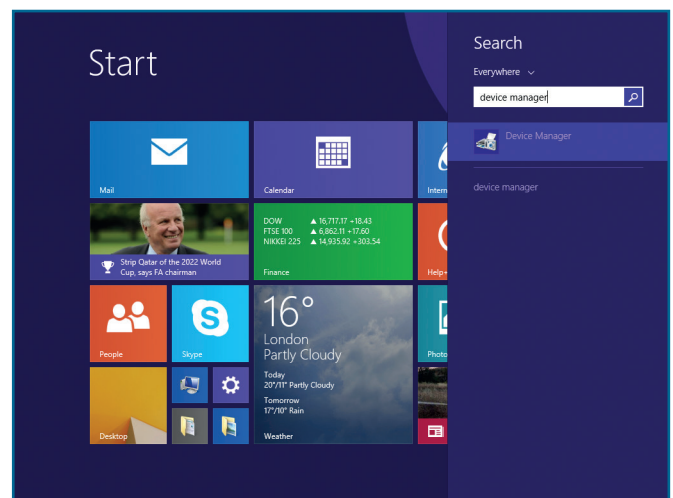 Start
Search
Everywhere
device manager
Device Manager
device manager
Mail
Calendar
Intern
Strip Qatar of the 2022 World
Cup, says FA chairman
DOW ▲ 16,717.17 +18.43
FTSE 100 ▲ 6,862.11 +17.60
NIKKEI 225 ▲ 14,935.92 +303.54
Finance
Help+
People
Skype
16°
London
Partly Cloudy
Today
20°/11° Partly Cloudy
Tomorrow
17°/10° Rain
Weather
Photo
Desktop